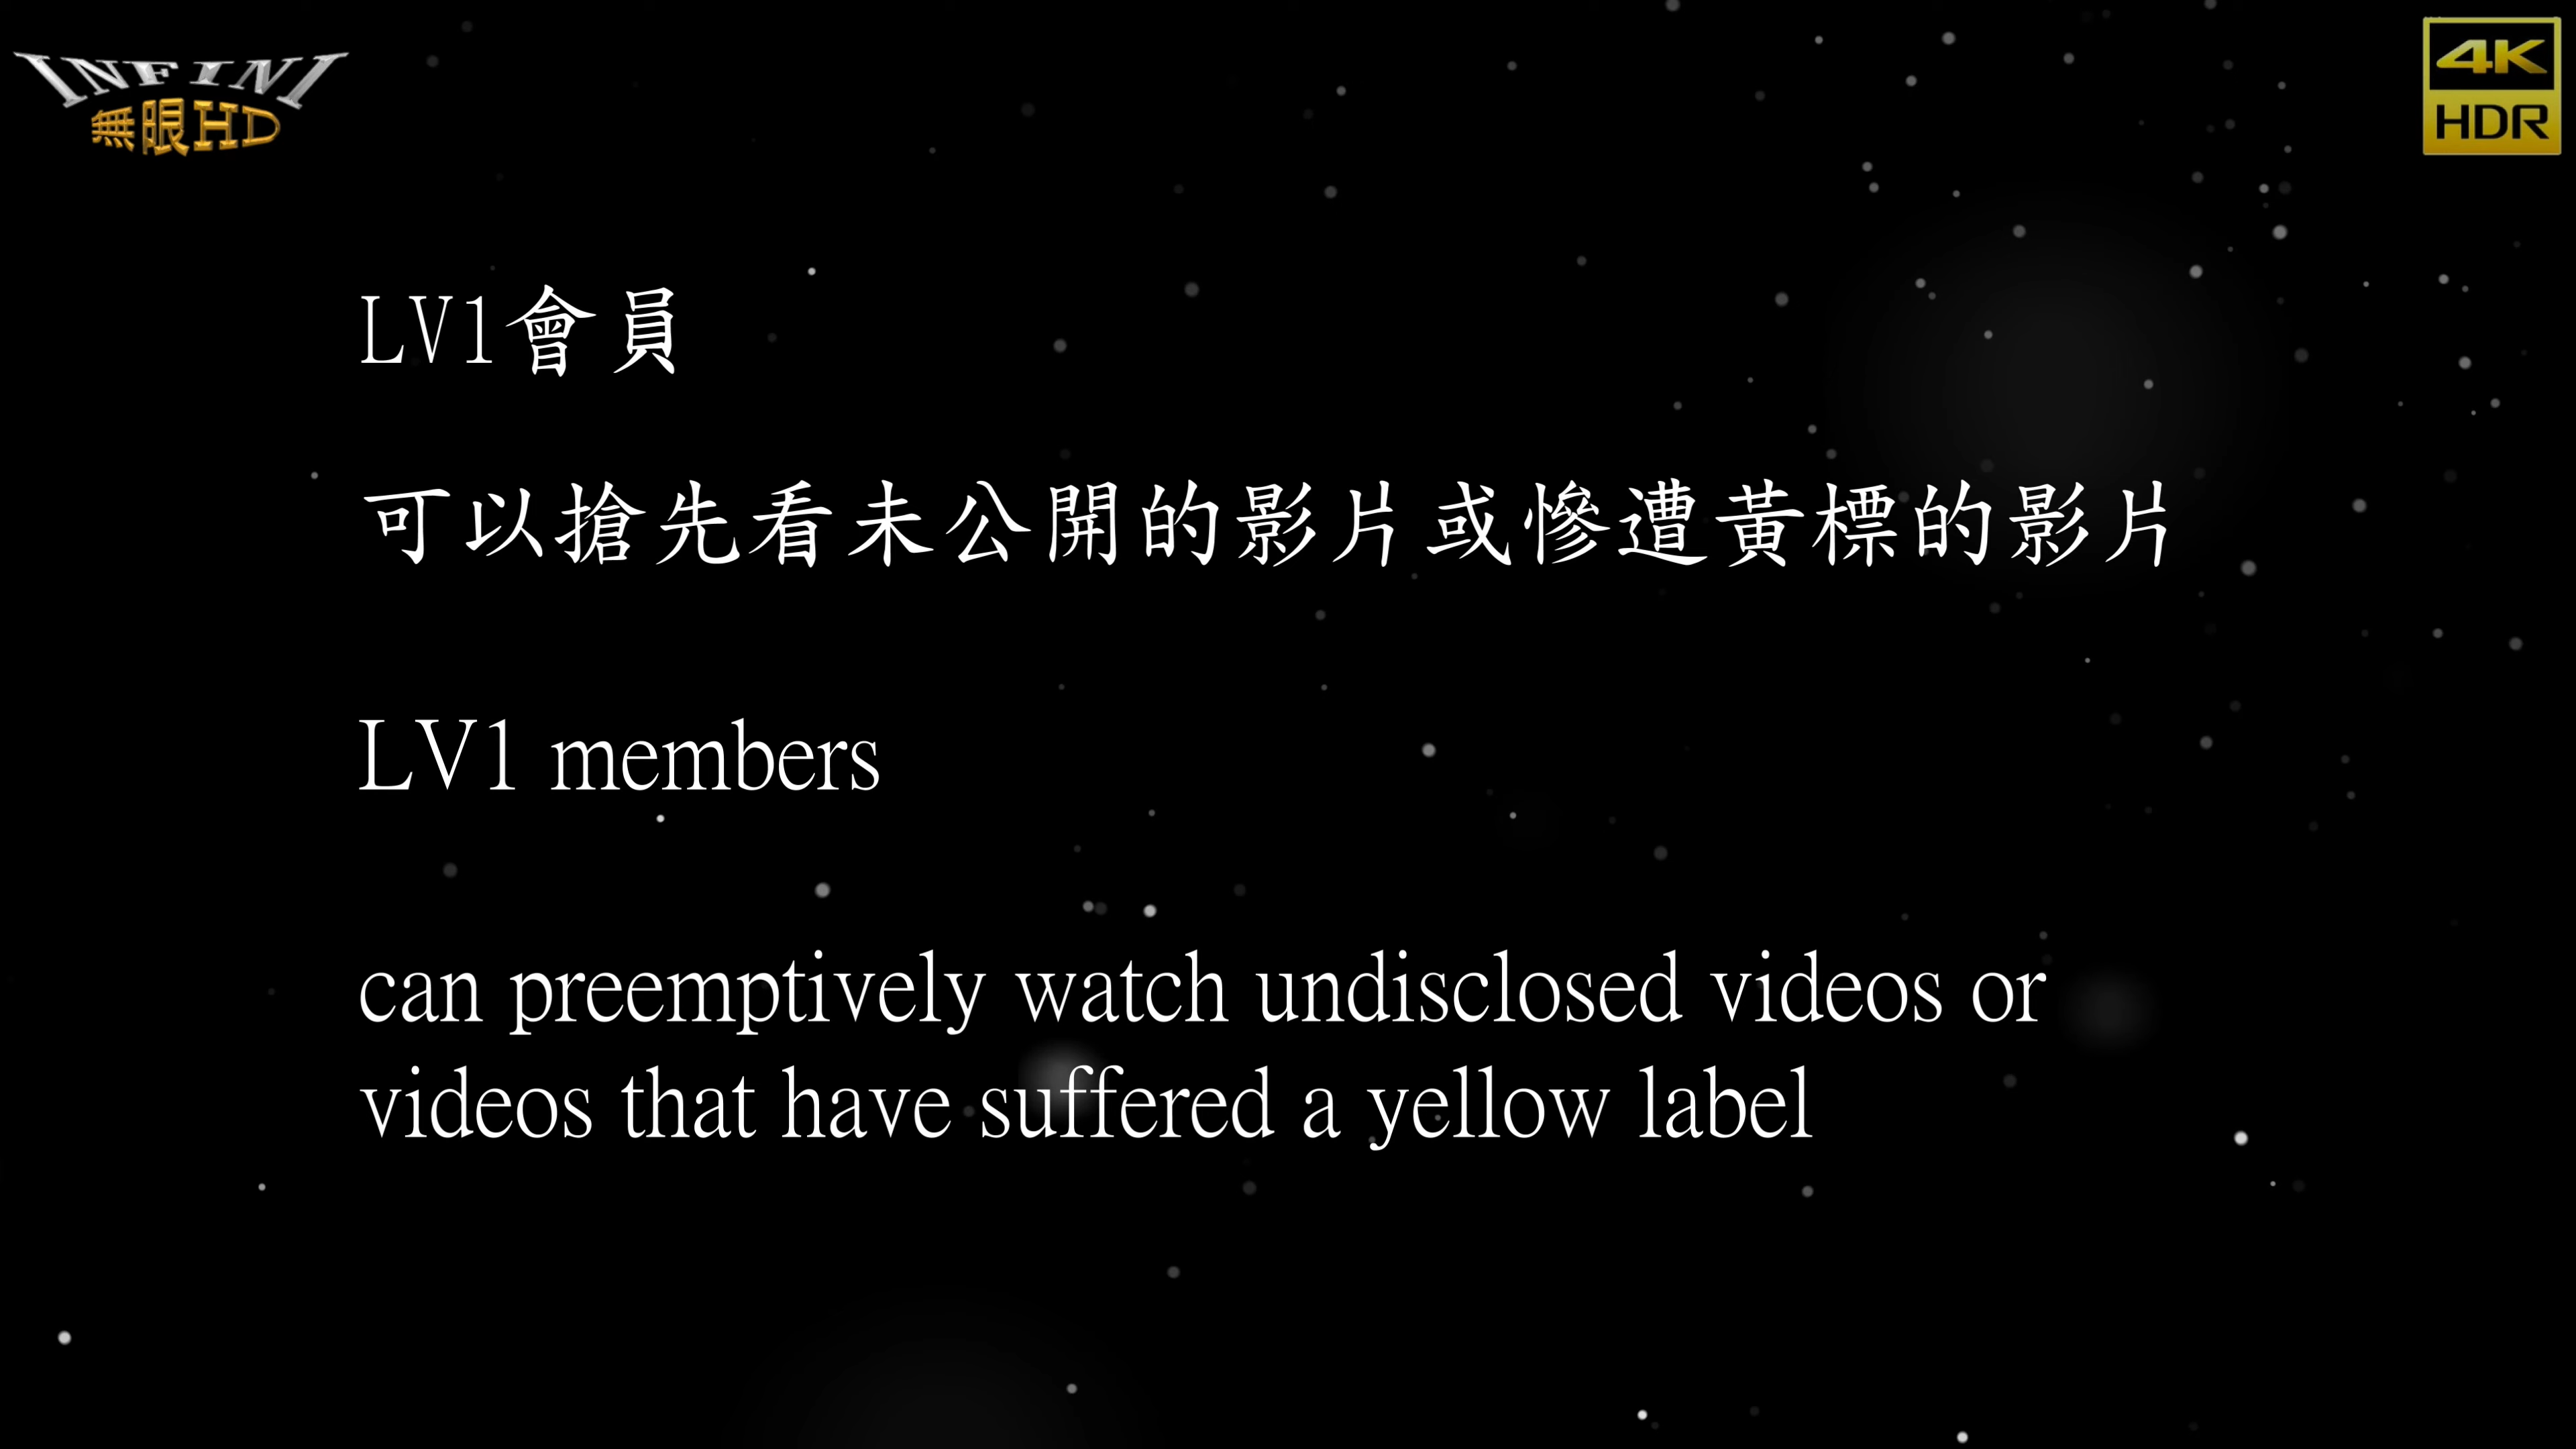 INFINI
無限HD
4K
HDR
LV1會員
可以搶先看未公開的影片或慘遭黃標的影片
LV1 members
can preemptively watch undisclosed videos or
videos that have suffered a yellow label